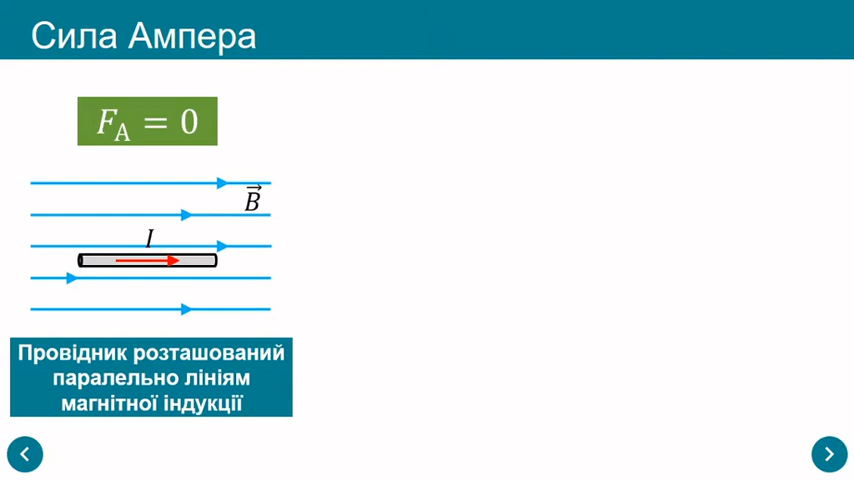 Сила Ампера
F_A = 0
B⃗
I
Провідник розташований
паралельно лініям
магнітної індукції